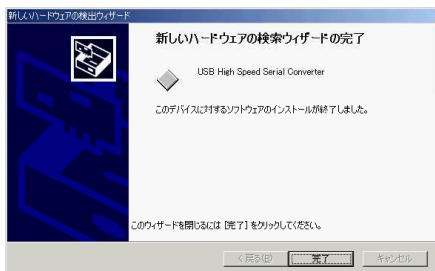 新しいハードウェアの検出ウィザード
新しいハードウェアの検索ウィザードの完了
USB High Speed Serial Converter
このデバイスに対するソフトウェアのインストールが終了しました。
このウィザードを閉じるには [完了] をクリックしてください。
< 戻る(B)
完了
キャンセル